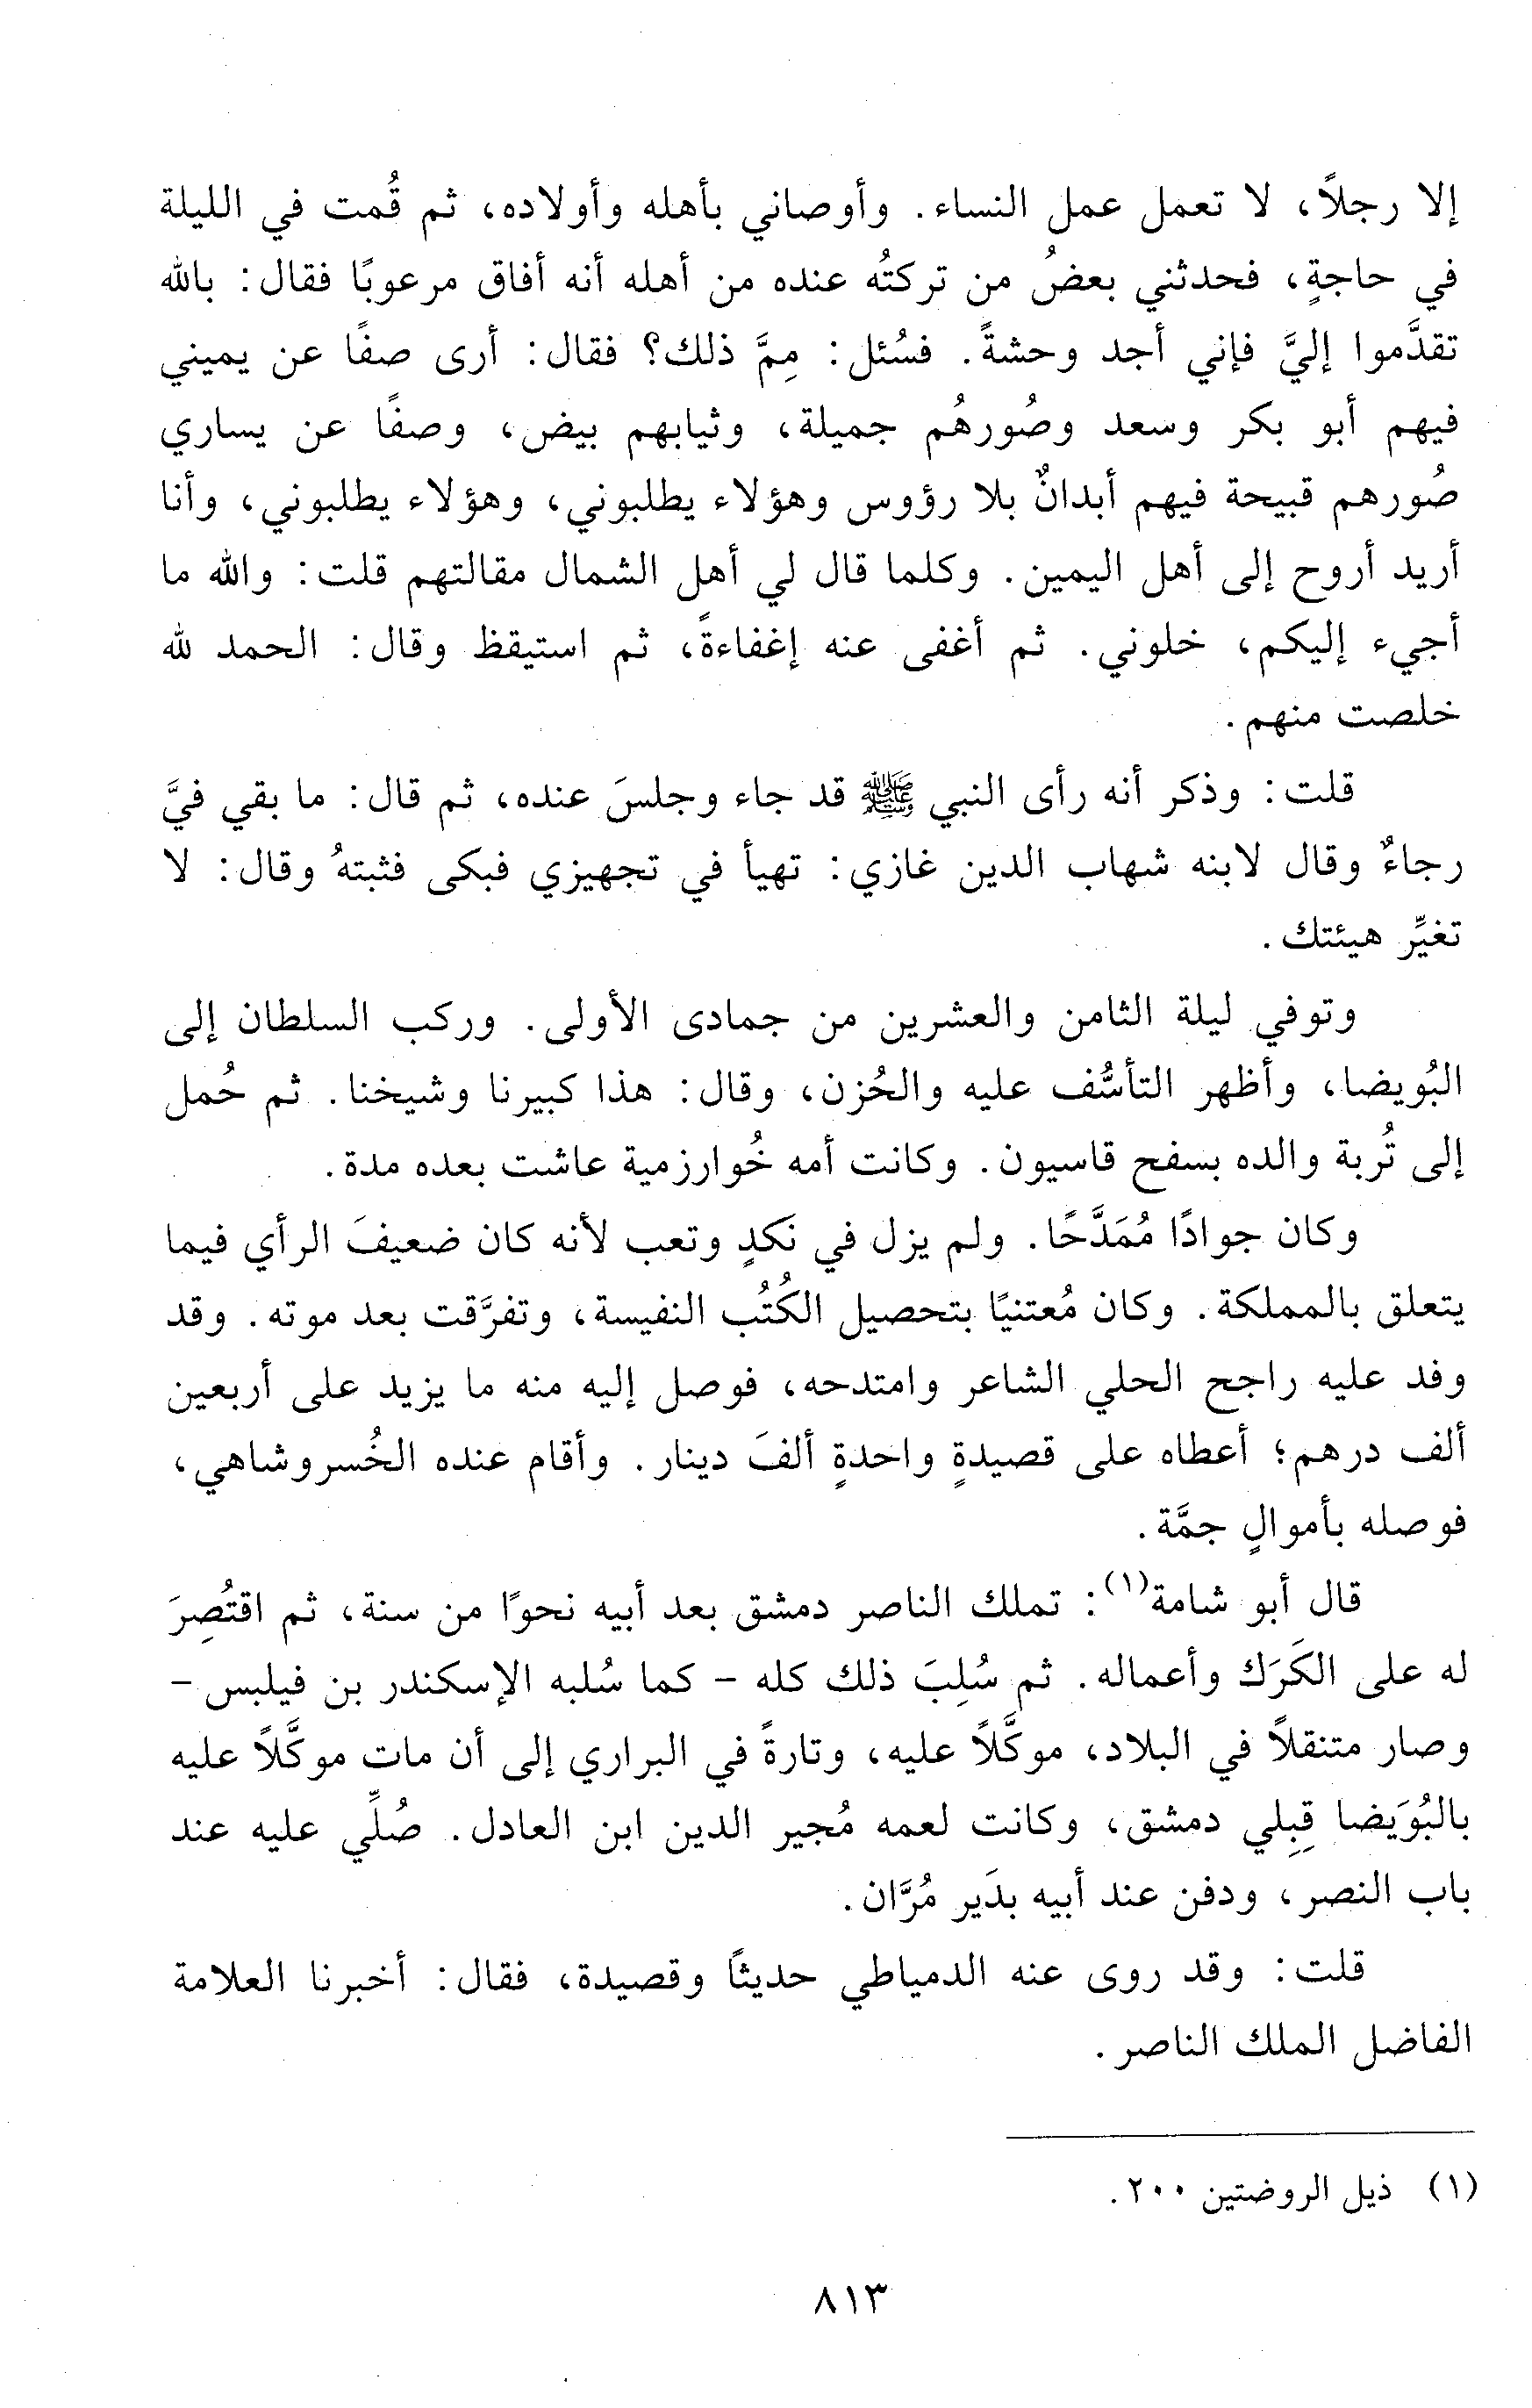 إلا رجلاً، لا تعمل عمل النساء. وأوصاني بأهله وأولاده، ثم قُمت في الليلة
في حاجةٍ، فحدثني بعضُ من تركتُه عنده من أهله أنه أفاق مرعوبًا فقال: بالله
تقدَّموا إليَّ فإني أجد وحشةً. فسُئل: مِمَّ ذلك؟ فقال: أرى صفًا عن يميني
فيهم أبو بكر وسعد وصُورهُم جميلة، وثيابهم بيض، وصفًا عن يساري
صُورهم قبيحة فيهم أبدانٌ بلا رؤوس وهؤلاء يطلبوني، وهؤلاء يطلبوني، وأنا
أريد أروح إلى أهل اليمين. وكلما قال لي أهل الشمال مقالتهم قلت: والله ما
أجيء إليكم، خلوني. ثم أغفى عنه إغفاءةً، ثم استيقظ وقال: الحمد لله
خلصت منهم.
قلت: وذكر أنه رأى النبي ﷺ قد جاء وجلسَ عنده، ثم قال: ما بقي فيَّ
رجاءٌ وقال لابنه شهاب الدين غازي: تهيأ في تجهيزي فبكى فثبتهُ وقال: لا
تغيِّر هيئتك.
وتوفي ليلة الثامن والعشرين من جمادى الأولى. وركب السلطان إلى
البُويضا، وأظهر التأسُّف عليه والحُزن، وقال: هذا كبيرنا وشيخنا. ثم حُمل
إلى تُربة والده بسفح قاسيون. وكانت أمه خُوارزمية عاشت بعده مدة.
وكان جوادًا مُمَدَّحًا. ولم يزل في نَكدٍ وتعب لأنه كان ضعيفَ الرأي فيما
يتعلق بالمملكة. وكان مُعتنيًا بتحصيل الكُتُب النفيسة، وتفرَّقت بعد موته. وقد
وفد عليه راجح الحلي الشاعر وامتدحه، فوصل إليه منه ما يزيد على أربعين
ألف درهم؛ أعطاه على قصيدةٍ واحدةٍ ألفَ دينار. وأقام عنده الخُسروشاهي،
فوصله بأموالٍ جمَّة.
قال أبو شامة(١): تملك الناصر دمشق بعد أبيه نحوًا من سنة، ثم اقتُصِرَ
له على الكَرَك وأعماله. ثم سُلِبَ ذلك كله - كما سُلبه الإسكندر بن فيلبس -
وصار متنقلاً في البلاد، موكَّلاً عليه، وتارةً في البراري إلى أن مات موكَّلاً عليه
بالبُوَيضا قِبِلي دمشق، وكانت لعمه مُجير الدين ابن العادل. صُلِّي عليه عند
باب النصر، ودفن عند أبيه بدَير مُرَّان.
قلت: وقد روى عنه الدمياطي حديثًا وقصيدة، فقال: أخبرنا العلامة
الفاضل الملك الناصر.
(١) ذيل الروضتين ٢٠٠.
٨١٣